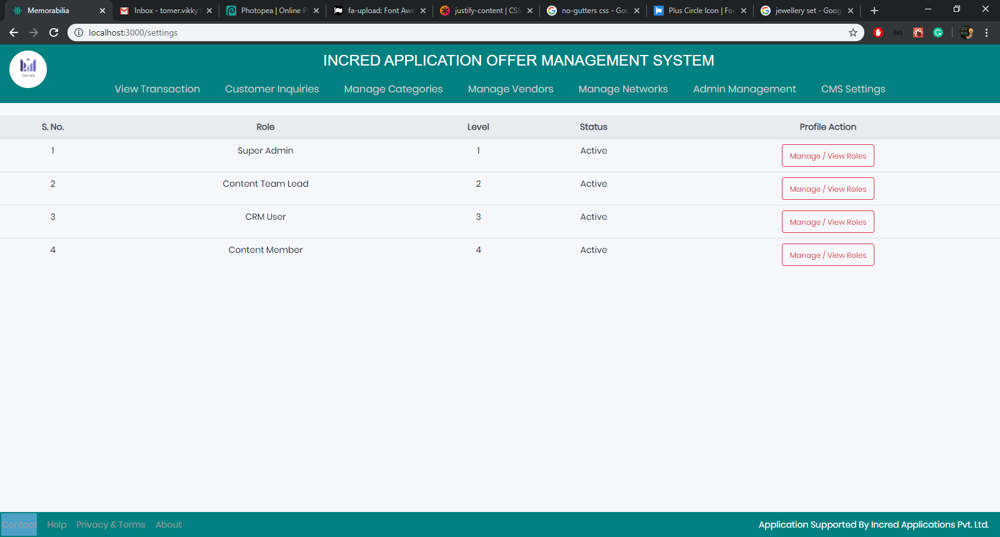 Memorabilia
Inbox - tomer.vikky1
Photopea | Online P
fa-upload: Font Awe
justify-content | CSS
no-gutters css - Goo
Plus Circle Icon | For
jewellery set - Goog
localhost:3000/settings
Incred
INCRED APPLICATION OFFER MANAGEMENT SYSTEM
View Transaction Customer Inquiries Manage Categories Manage Vendors Manage Networks Admin Management CMS Settings
S. No. Role Level Status Profile Action
1 Super Admin 1 Active Manage / View Roles
2 Content Team Lead 2 Active Manage / View Roles
3 CRM User 3 Active Manage / View Roles
4 Content Member 4 Active Manage / View Roles
Contact Help Privacy & Terms About Application Supported By Incred Applications Pvt. Ltd.